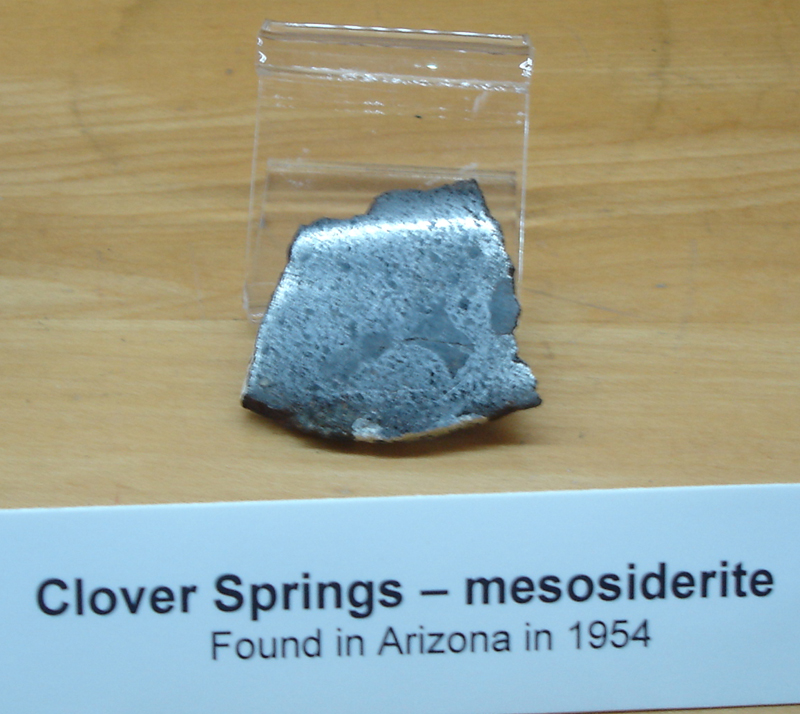 Clover Springs – mesosiderite
Found in Arizona in 1954